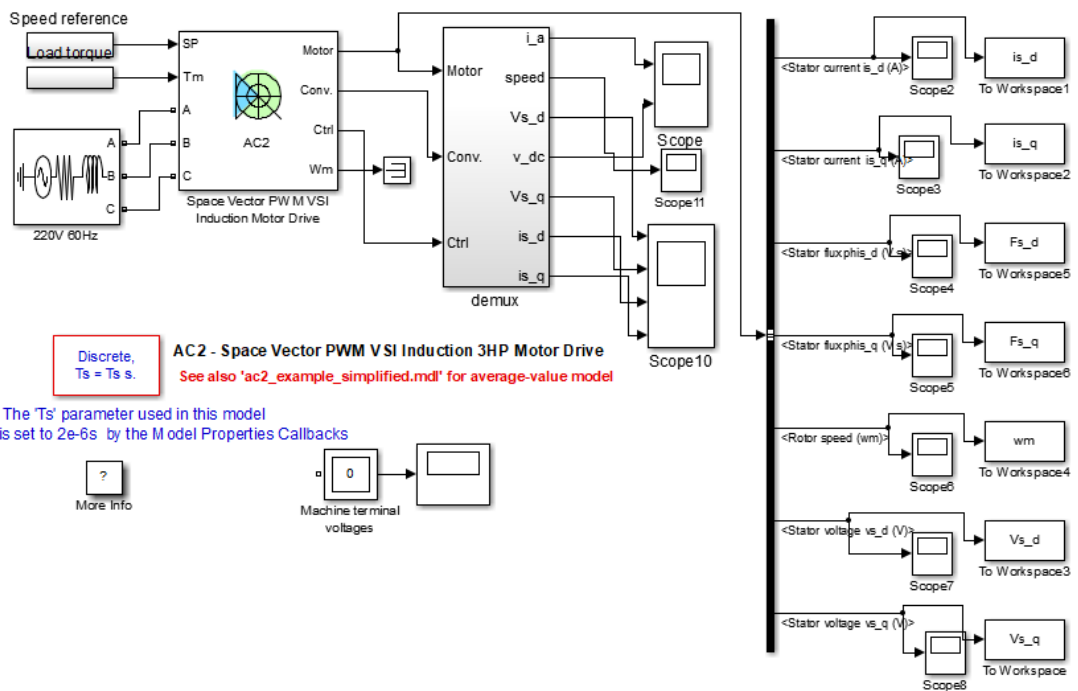 Speed reference
Load torque
SP
Tm
A
B
C
Motor
Conv.
Ctrl
Wm
AC2
Space Vector PWM VSI
Induction Motor Drive
A
B
C
220V 60Hz
Motor
Conv.
Ctrl
i_a
speed
Vs_d
v_dc
Vs_q
is_d
is_q
demux
Scope
Scope11
Scope10
Discrete,
Ts = Ts s.
AC2 - Space Vector PWM VSI Induction 3HP Motor Drive
See also 'ac2_example_simplified.mdl' for average-value model
The 'Ts' parameter used in this model
is set to 2e-6s by the Model Properties Callbacks
?
More Info
0
Machine terminal
voltages
<Stator current is_d (A)>
Scope2
is_d
To Workspace1
<Stator current is_q (A)>
Scope3
is_q
To Workspace2
<Stator flux phis_d (V s)>
Scope4
Fs_d
To Workspace5
<Stator flux phis_q (V s)>
Scope5
Fs_q
To Workspace6
<Rotor speed (wm)>
Scope6
wm
To Workspace4
<Stator voltage vs_d (V)>
Scope7
Vs_d
To Workspace3
<Stator voltage vs_q (V)>
Scope8
Vs_q
To Workspace